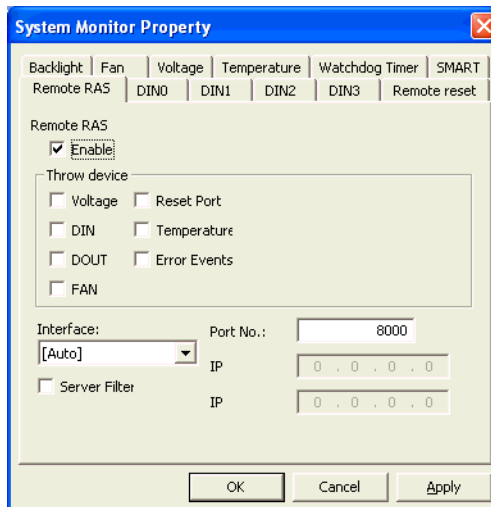 System Monitor Property
Backlight Fan Voltage Temperature Watchdog Timer SMART
Remote RAS DIN0 DIN1 DIN2 DIN3 Remote reset
Remote RAS
Enable
Throw device
Voltage Reset Port
DIN Temperature
DOUT Error Events
FAN
Interface: Port No.: 8000
[Auto]
IP 0 . 0 . 0 . 0
Server Filter
IP 0 . 0 . 0 . 0
OK Cancel Apply